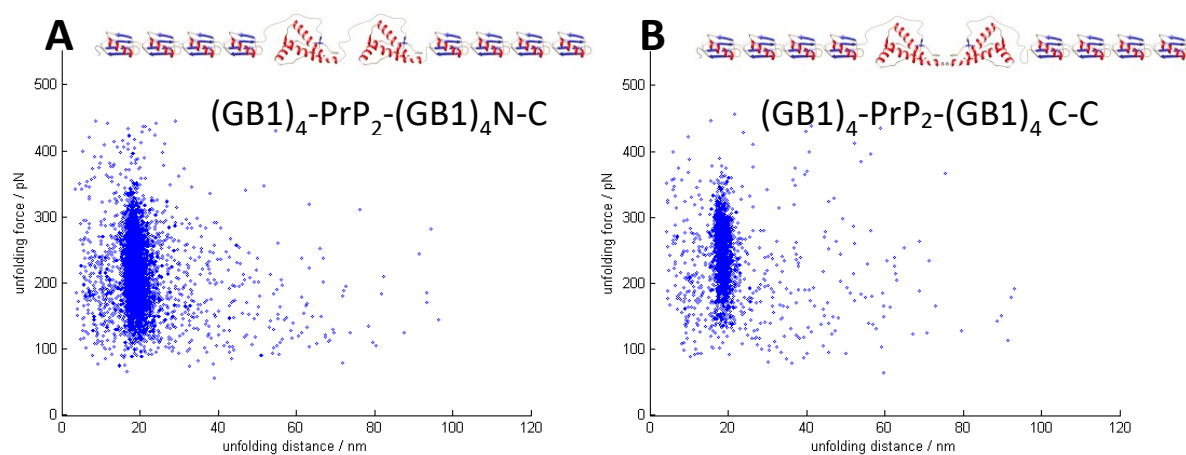 A
B
(GB1)4-PrP2-(GB1)4N-C
(GB1)4-PrP2-(GB1)4 C-C
500
400
300
200
100
0
unfolding force / pN
0 20 40 60 80 100 120
unfolding distance / nm
500
400
300
200
100
0
unfolding force / pN
0 20 40 60 80 100 120
unfolding distance / nm